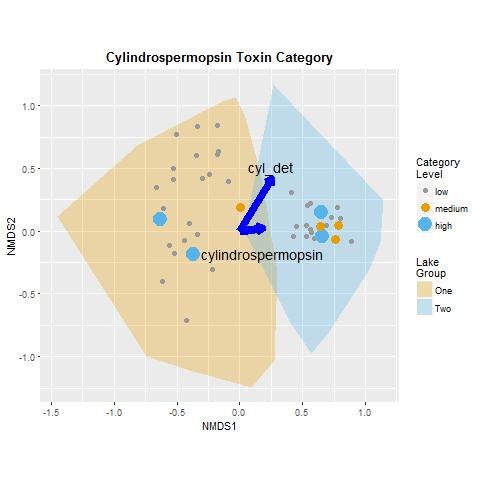 Cylindrospermopsin Toxin Category
1.0
0.5
0.0
-0.5
-1.0
NMDS2
cyl_det
cylindrospermopsin
-1.5 -1.0 -0.5 0.0 0.5 1.0
NMDS1
Category
Level
low
medium
high
Lake
Group
One
Two